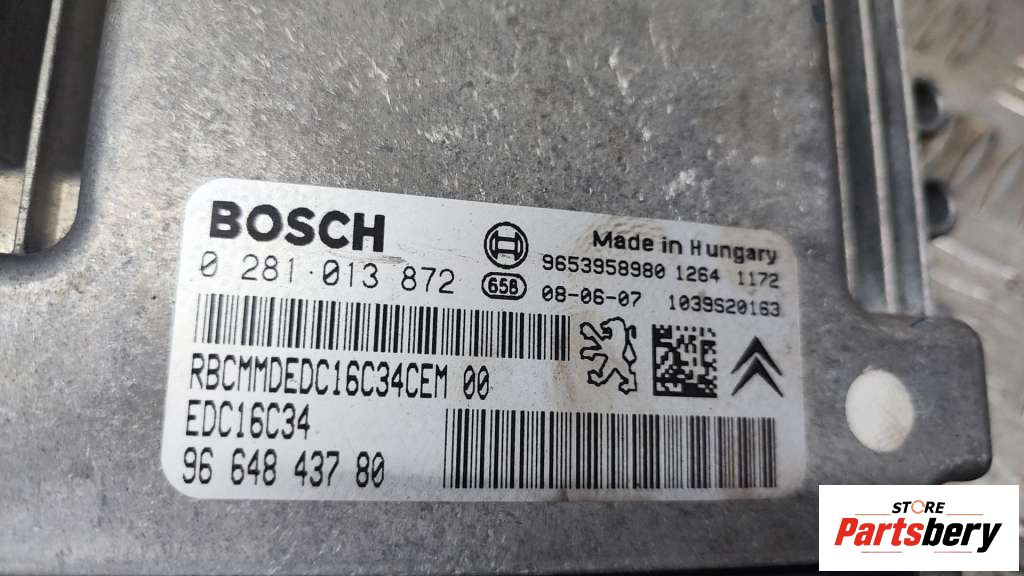 BOSCH
Made in Hungary
0 281 013 872
9653958980 1264 1172
658
08-06-07 1039S20163
RBCMMDEDC16C34CEM 00
EDC16C34
96 648 437 80
STORE
Partsbery